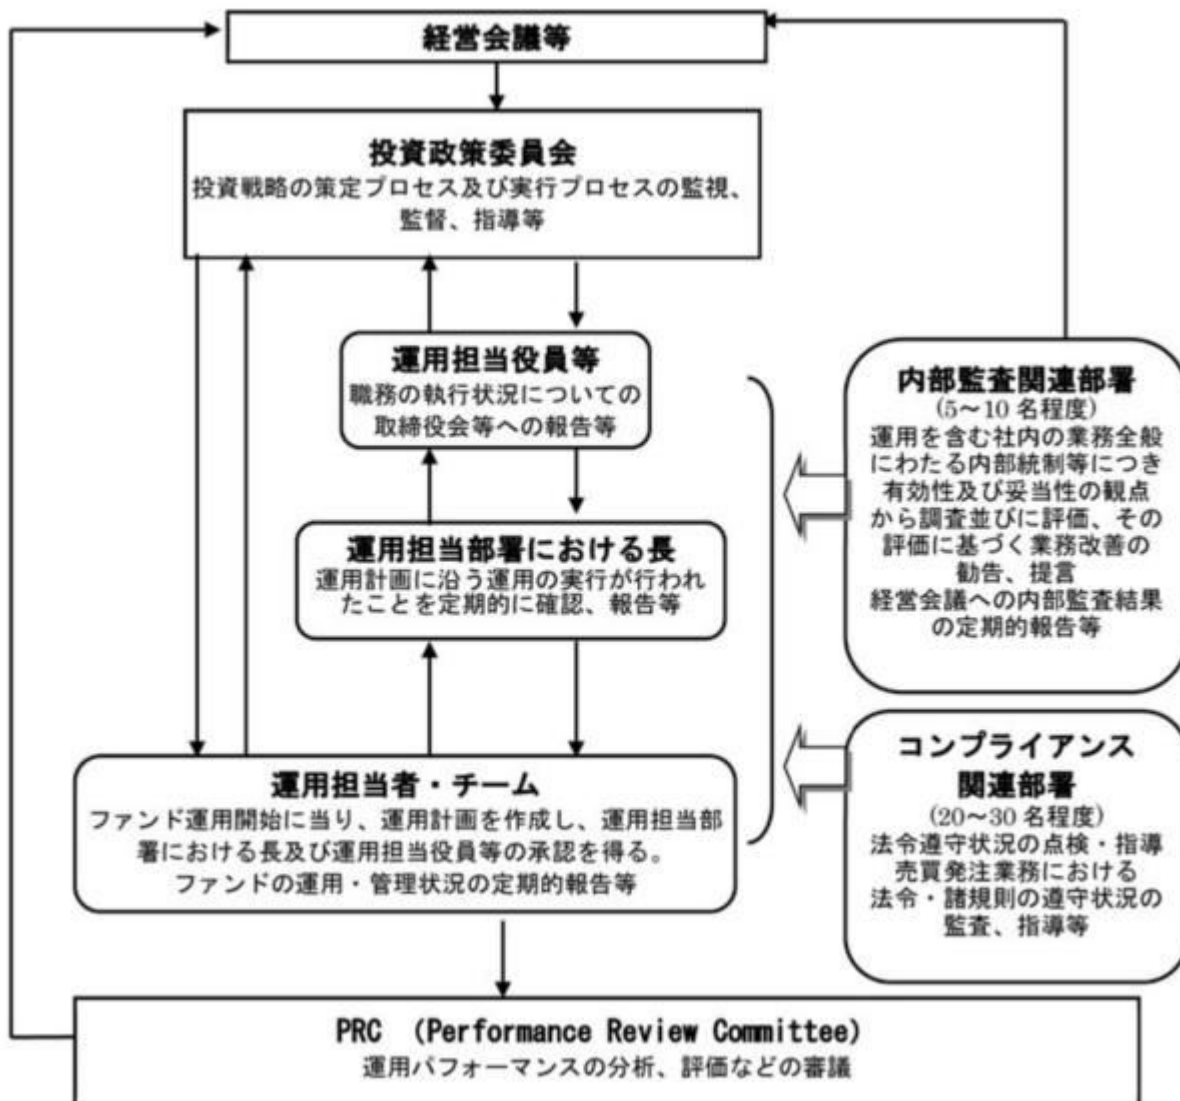 経営会議等
投資政策委員会
投資戦略の策定プロセス及び実行プロセスの監視、
監督、指導等
運用担当役員等
職務の執行状況についての
取締役会等への報告等
運用担当部署における長
運用計画に沿う運用の実行が行われ
たことを定期的に確認、報告等
運用担当者・チーム
ファンド運用開始に当り、運用計画を作成し、運用担当部
署における長及び運用担当役員等の承認を得る。
ファンドの運用・管理状況の定期的報告等
内部監査関連部署
(5～10 名程度)
運用を含む社内の業務全般
にわたる内部統制等につき
有効性及び妥当性の観点
から調査並びに評価、その
評価に基づく業務改善の
勧告、提言
経営会議への内部監査結果
の定期的報告等
コンプライアンス
関連部署
(20～30 名程度)
法令遵守状況の点検・指導
売買発注業務における
法令・諸規則の遵守状況の
監査、指導等
PRC (Performance Review Committee)
運用パフォーマンスの分析、評価などの審議